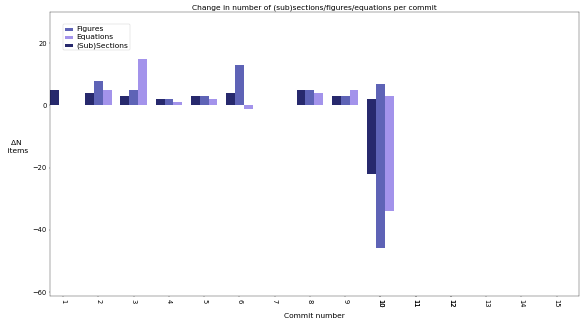 Change in number of (sub)sections/figures/equations per commit
Figures
Equations
(Sub)Sections
20
0
−20
−40
−60
ΔN
items
1 2 3 4 5 6 7 8 9 10 11 12 13 14 15
Commit number